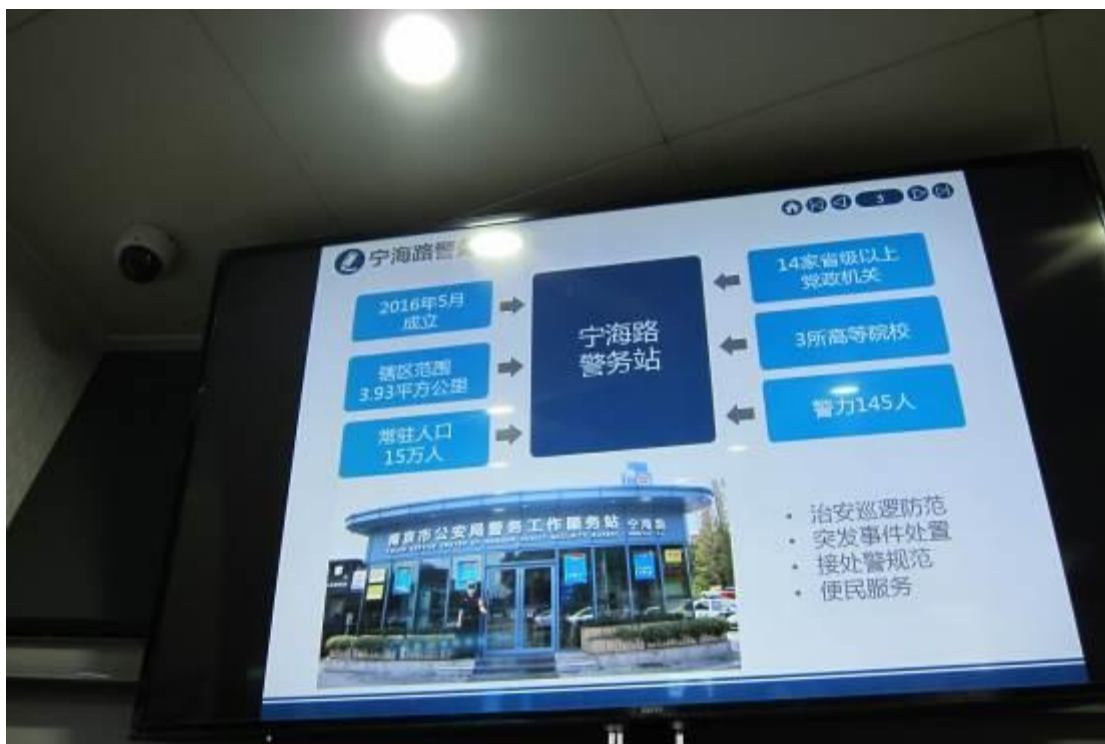 3
宁海路警
2016年5月
成立
辖区范围
3.93平方公里
常驻人口
15万人
宁海路
警务站
14家省级以上
党政机关
3所高等院校
警力145人
南京市公安局警务工作服务站 宁海路
• 治安巡逻防范
• 突发事件处置
• 接处警规范
• 便民服务